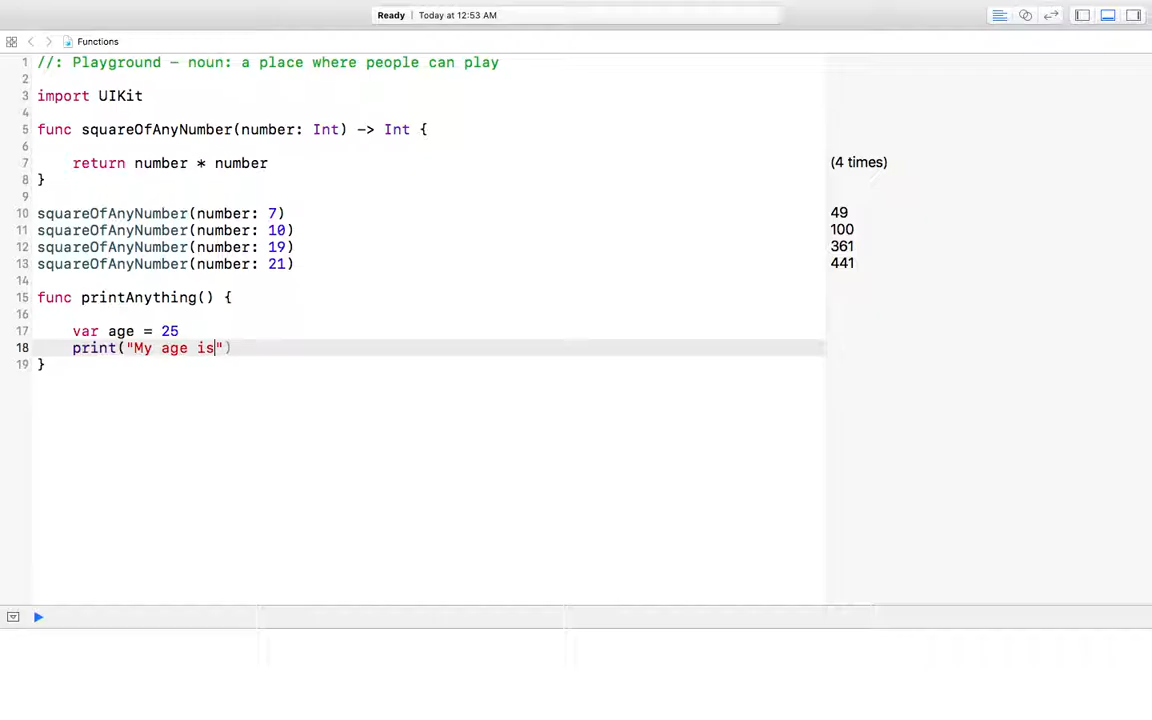 Ready | Today at 12:53 AM
Functions
1 //: Playground - noun: a place where people can play
2
3 import UIKit
4
5 func squareOfAnyNumber(number: Int) -> Int {
6
7 return number * number (4 times)
8 }
9
10 squareOfAnyNumber(number: 7) 49
11 squareOfAnyNumber(number: 10) 100
12 squareOfAnyNumber(number: 19) 361
13 squareOfAnyNumber(number: 21) 441
14
15 func printAnything() {
16
17 var age = 25
18 print("My age is")
19 }